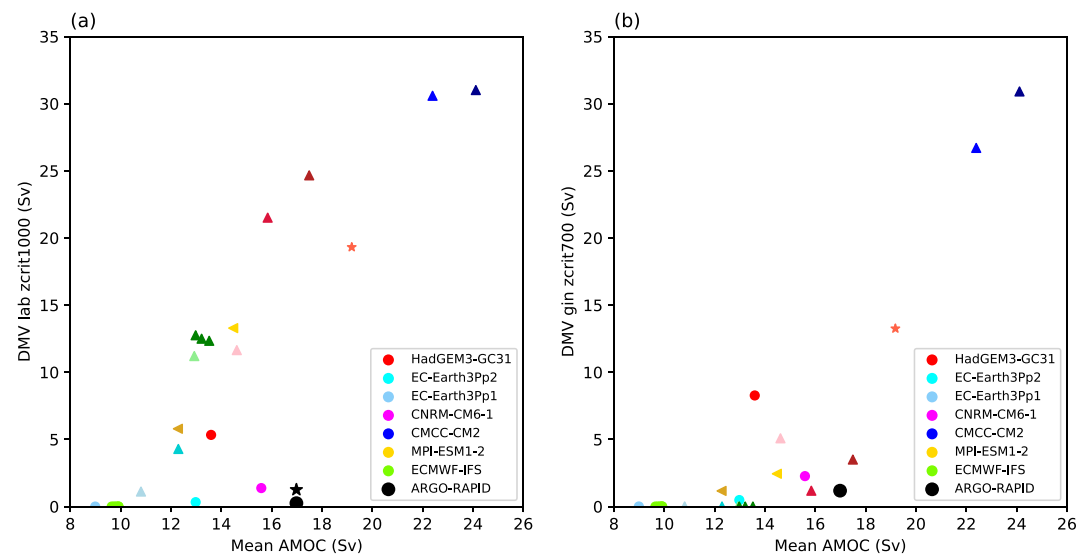 (a)
35
30
25
20
15
10
5
0
DMV lab zcrit1000 (Sv)
8 10 12 14 16 18 20 22 24 26
Mean AMOC (Sv)
HadGEM3-GC31
EC-Earth3Pp2
EC-Earth3Pp1
CNRM-CM6-1
CMCC-CM2
MPI-ESM1-2
ECMWF-IFS
ARGO-RAPID
(b)
35
30
25
20
15
10
5
0
DMV gin zcrit700 (Sv)
8 10 12 14 16 18 20 22 24 26
Mean AMOC (Sv)
HadGEM3-GC31
EC-Earth3Pp2
EC-Earth3Pp1
CNRM-CM6-1
CMCC-CM2
MPI-ESM1-2
ECMWF-IFS
ARGO-RAPID